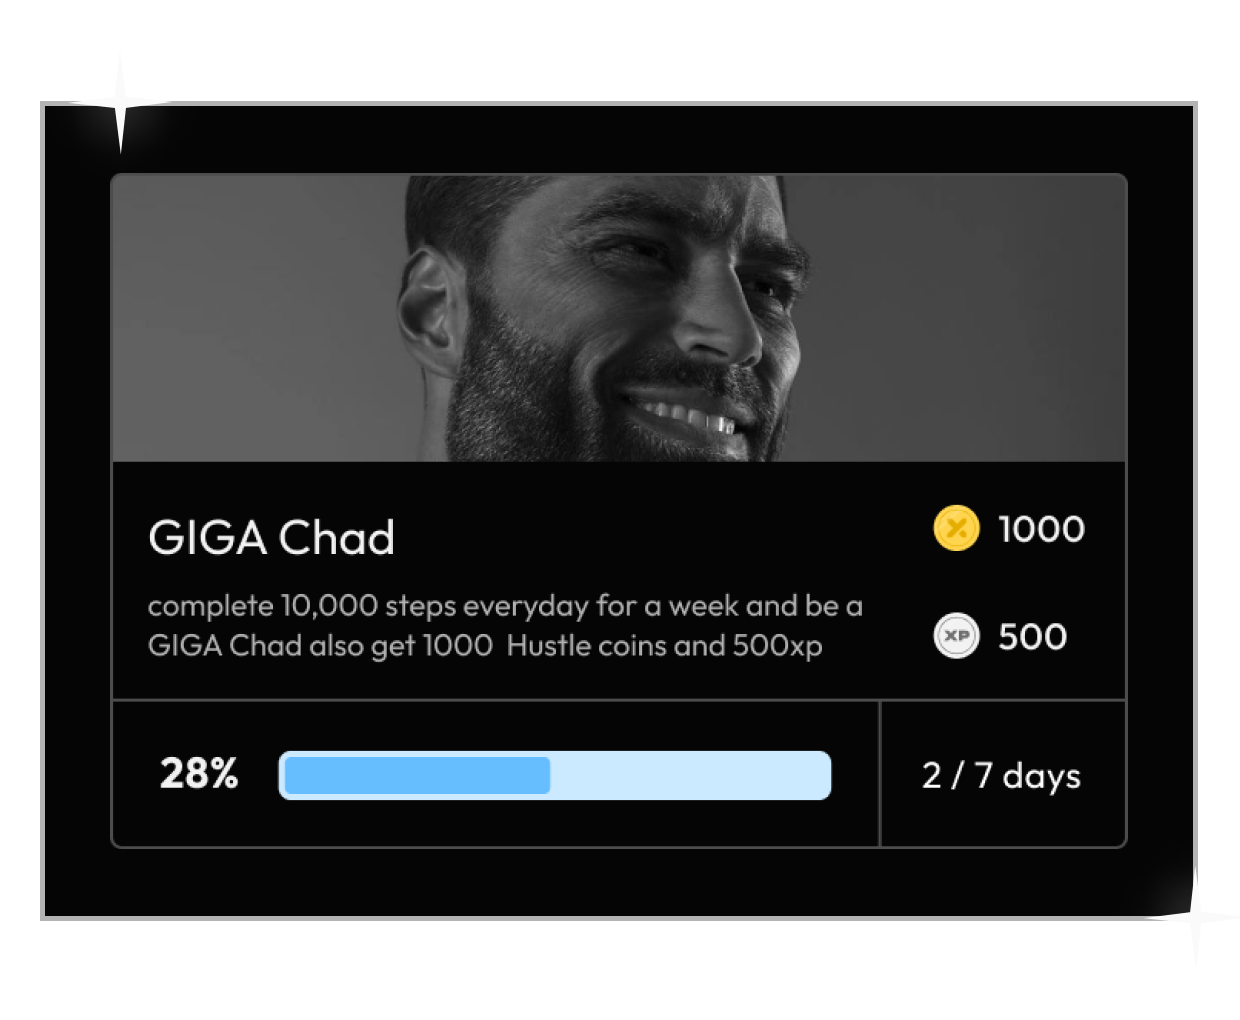 GIGA Chad
1000
complete 10,000 steps everyday for a week and be a
GIGA Chad also get 1000 Hustle coins and 500xp
XP 500
28%
2 / 7 days